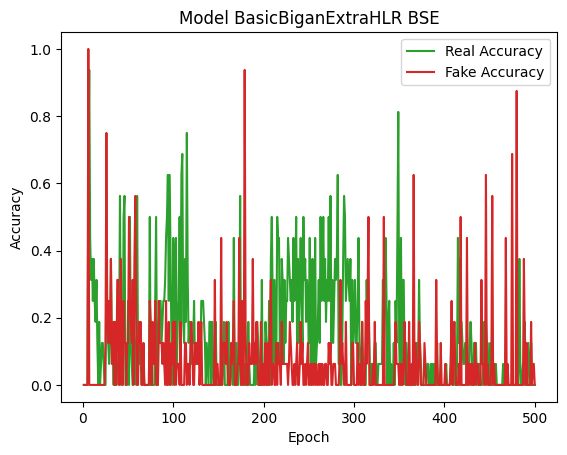 Model BasicBiganExtraHLR BSE
Real Accuracy
Fake Accuracy
Accuracy
1.0
0.8
0.6
0.4
0.2
0.0
0
100
200
300
400
500
Epoch